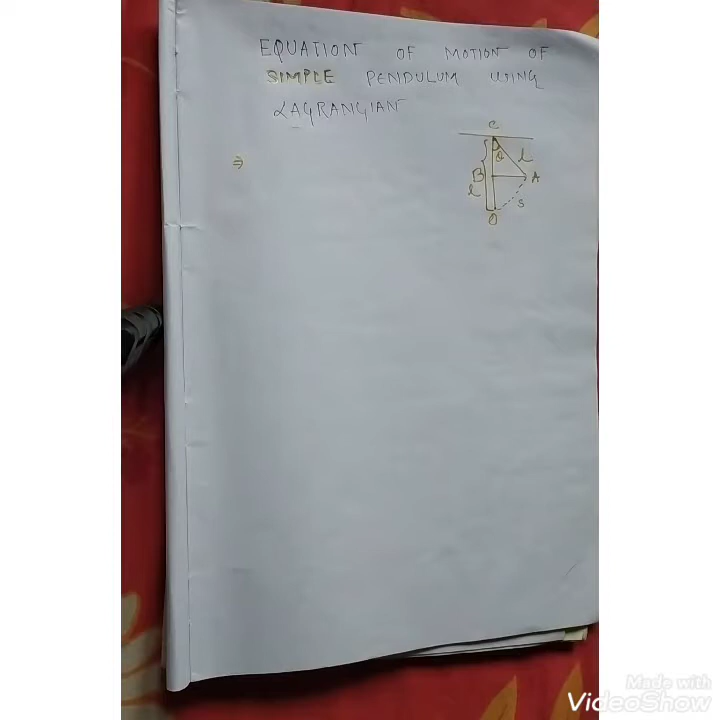 EQUATION OF MOTION OF
SIMPLE PENDULUM USING
LAGRANGIAN
⇒
C
θ l
B A
l s
O
Made with
VideoShow